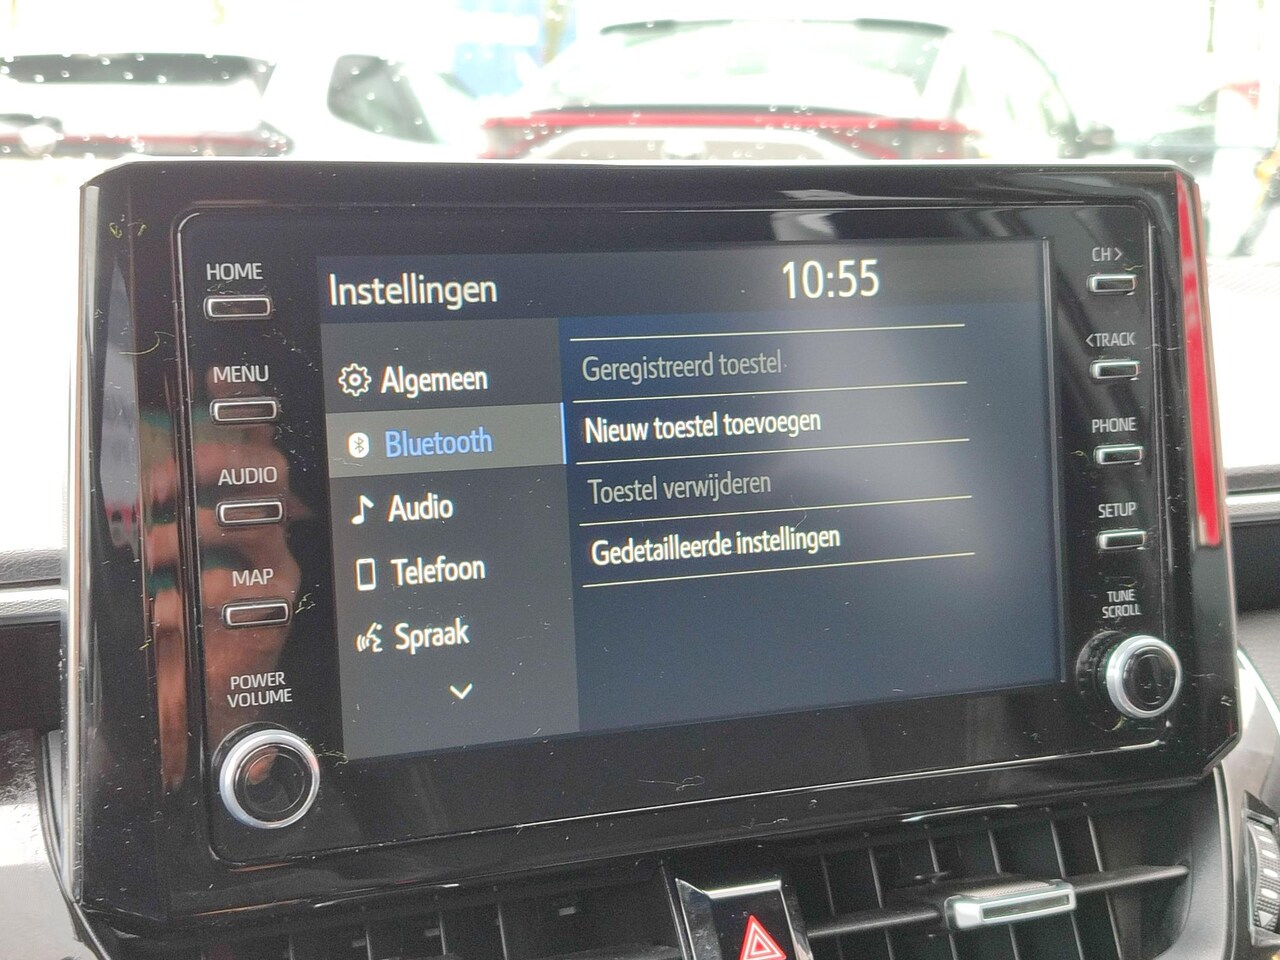 HOME
MENU
AUDIO
MAP
POWER
VOLUME
Instellingen
10:55
Algemeen
Bluetooth
Audio
Telefoon
Spraak
Geregistreerd toestel
Nieuw toestel toevoegen
Toestel verwijderen
Gedetailleerde instellingen
CH >
< TRACK
PHONE
SETUP
TUNE
SCROLL